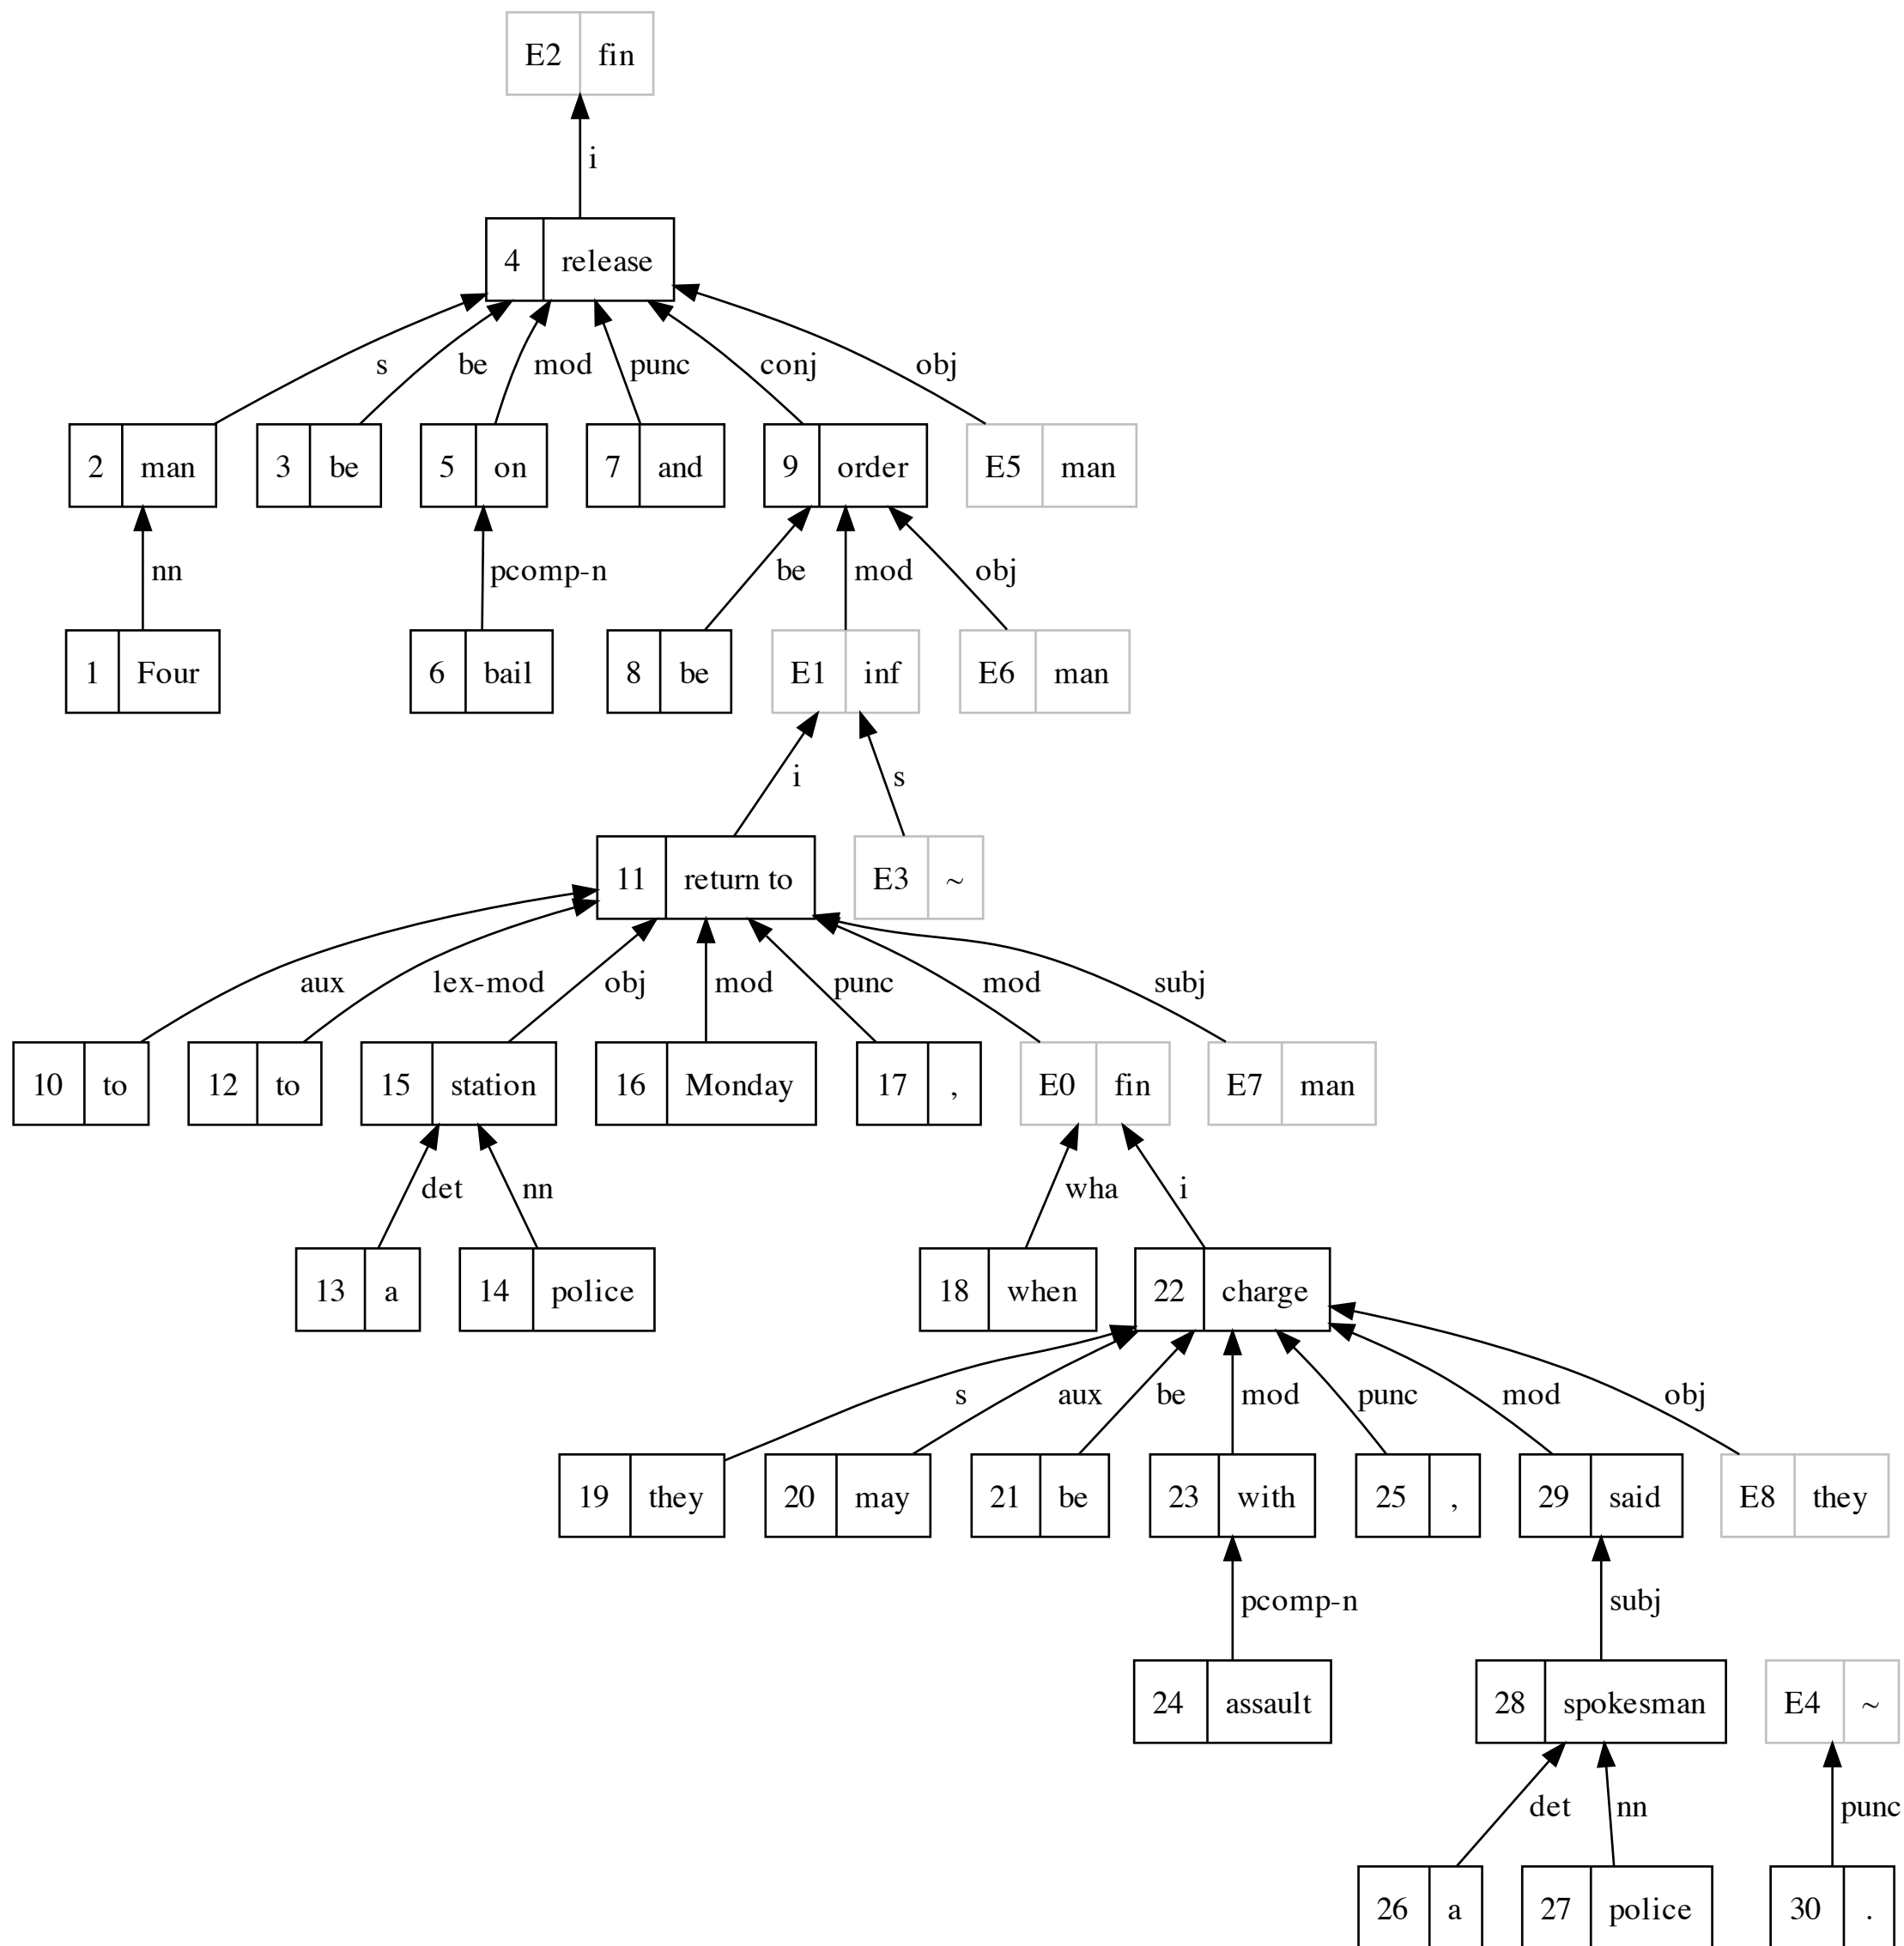 E2 fin
i
4 release
s be mod punc conj obj
2 man 3 be 5 on 7 and 9 order E5 man
nn pcomp-n be mod obj
1 Four 6 bail 8 be E1 inf E6 man
i s
11 return to E3 ~
aux lex-mod obj mod punc mod subj
10 to 12 to 15 station 16 Monday 17 , E0 fin E7 man
det nn wha i
13 a 14 police 18 when 22 charge
s aux be mod punc mod obj
19 they 20 may 21 be 23 with 25 , 29 said E8 they
pcomp-n subj
24 assault 28 spokesman E4 ~
det nn punc
26 a 27 police 30 .